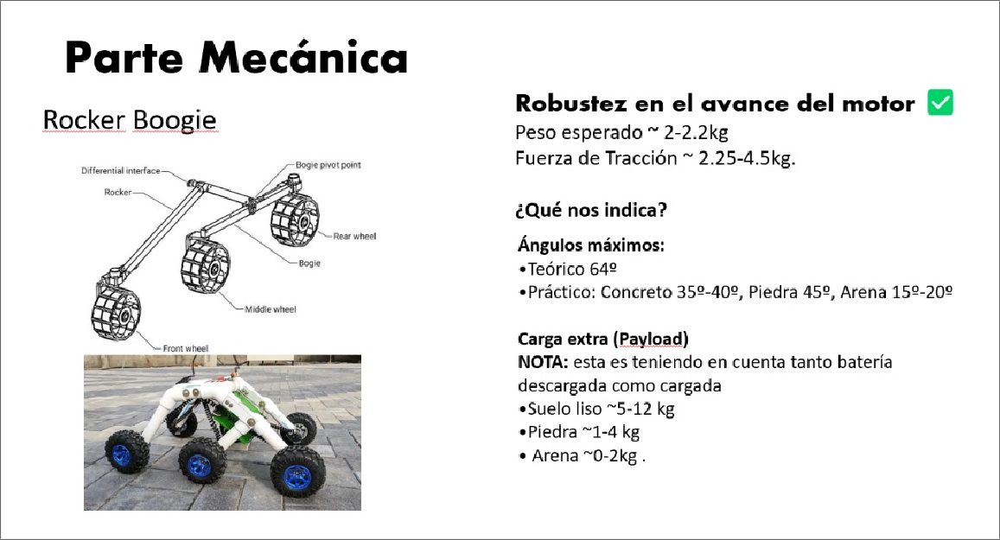 Parte Mecánica
Rocker Boogie
Differential interface
Bogie pivot point
Rocker
Rear wheel
Bogie
Middle wheel
Front wheel
Robustez en el avance del motor ✅
Peso esperado ~ 2-2.2kg
Fuerza de Tracción ~ 2.25-4.5kg.
¿Qué nos indica?
Ángulos máximos:
•Teórico 64º
•Práctico: Concreto 35º-40º, Piedra 45º, Arena 15º-20º
Carga extra (Payload)
NOTA: esta es teniendo en cuenta tanto batería
descargada como cargada
•Suelo liso ~5-12 kg
•Piedra ~1-4 kg
• Arena ~0-2kg .